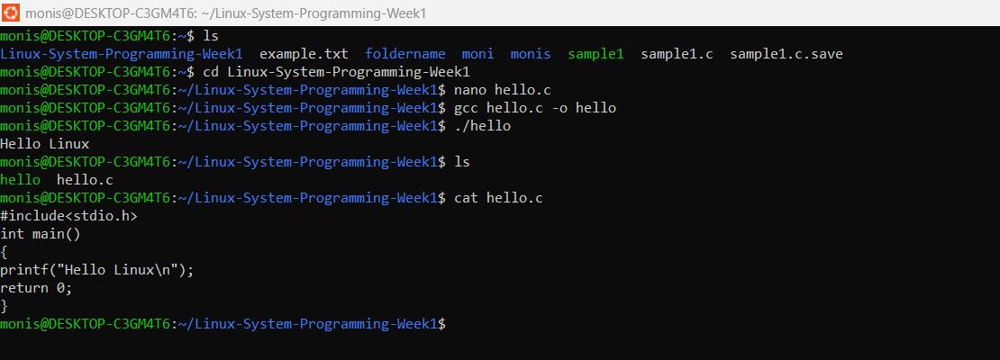 monis@DESKTOP-C3GM4T6: ~/Linux-System-Programming-Week1
monis@DESKTOP-C3GM4T6:~$ ls
Linux-System-Programming-Week1  example.txt  foldername  moni  monis  sample1  sample1.c  sample1.c.save
monis@DESKTOP-C3GM4T6:~$ cd Linux-System-Programming-Week1
monis@DESKTOP-C3GM4T6:~/Linux-System-Programming-Week1$ nano hello.c
monis@DESKTOP-C3GM4T6:~/Linux-System-Programming-Week1$ gcc hello.c -o hello
monis@DESKTOP-C3GM4T6:~/Linux-System-Programming-Week1$ ./hello
Hello Linux
monis@DESKTOP-C3GM4T6:~/Linux-System-Programming-Week1$ ls
hello  hello.c
monis@DESKTOP-C3GM4T6:~/Linux-System-Programming-Week1$ cat hello.c
#include<stdio.h>
int main()
{
printf("Hello Linux\n");
return 0;
}
monis@DESKTOP-C3GM4T6:~/Linux-System-Programming-Week1$